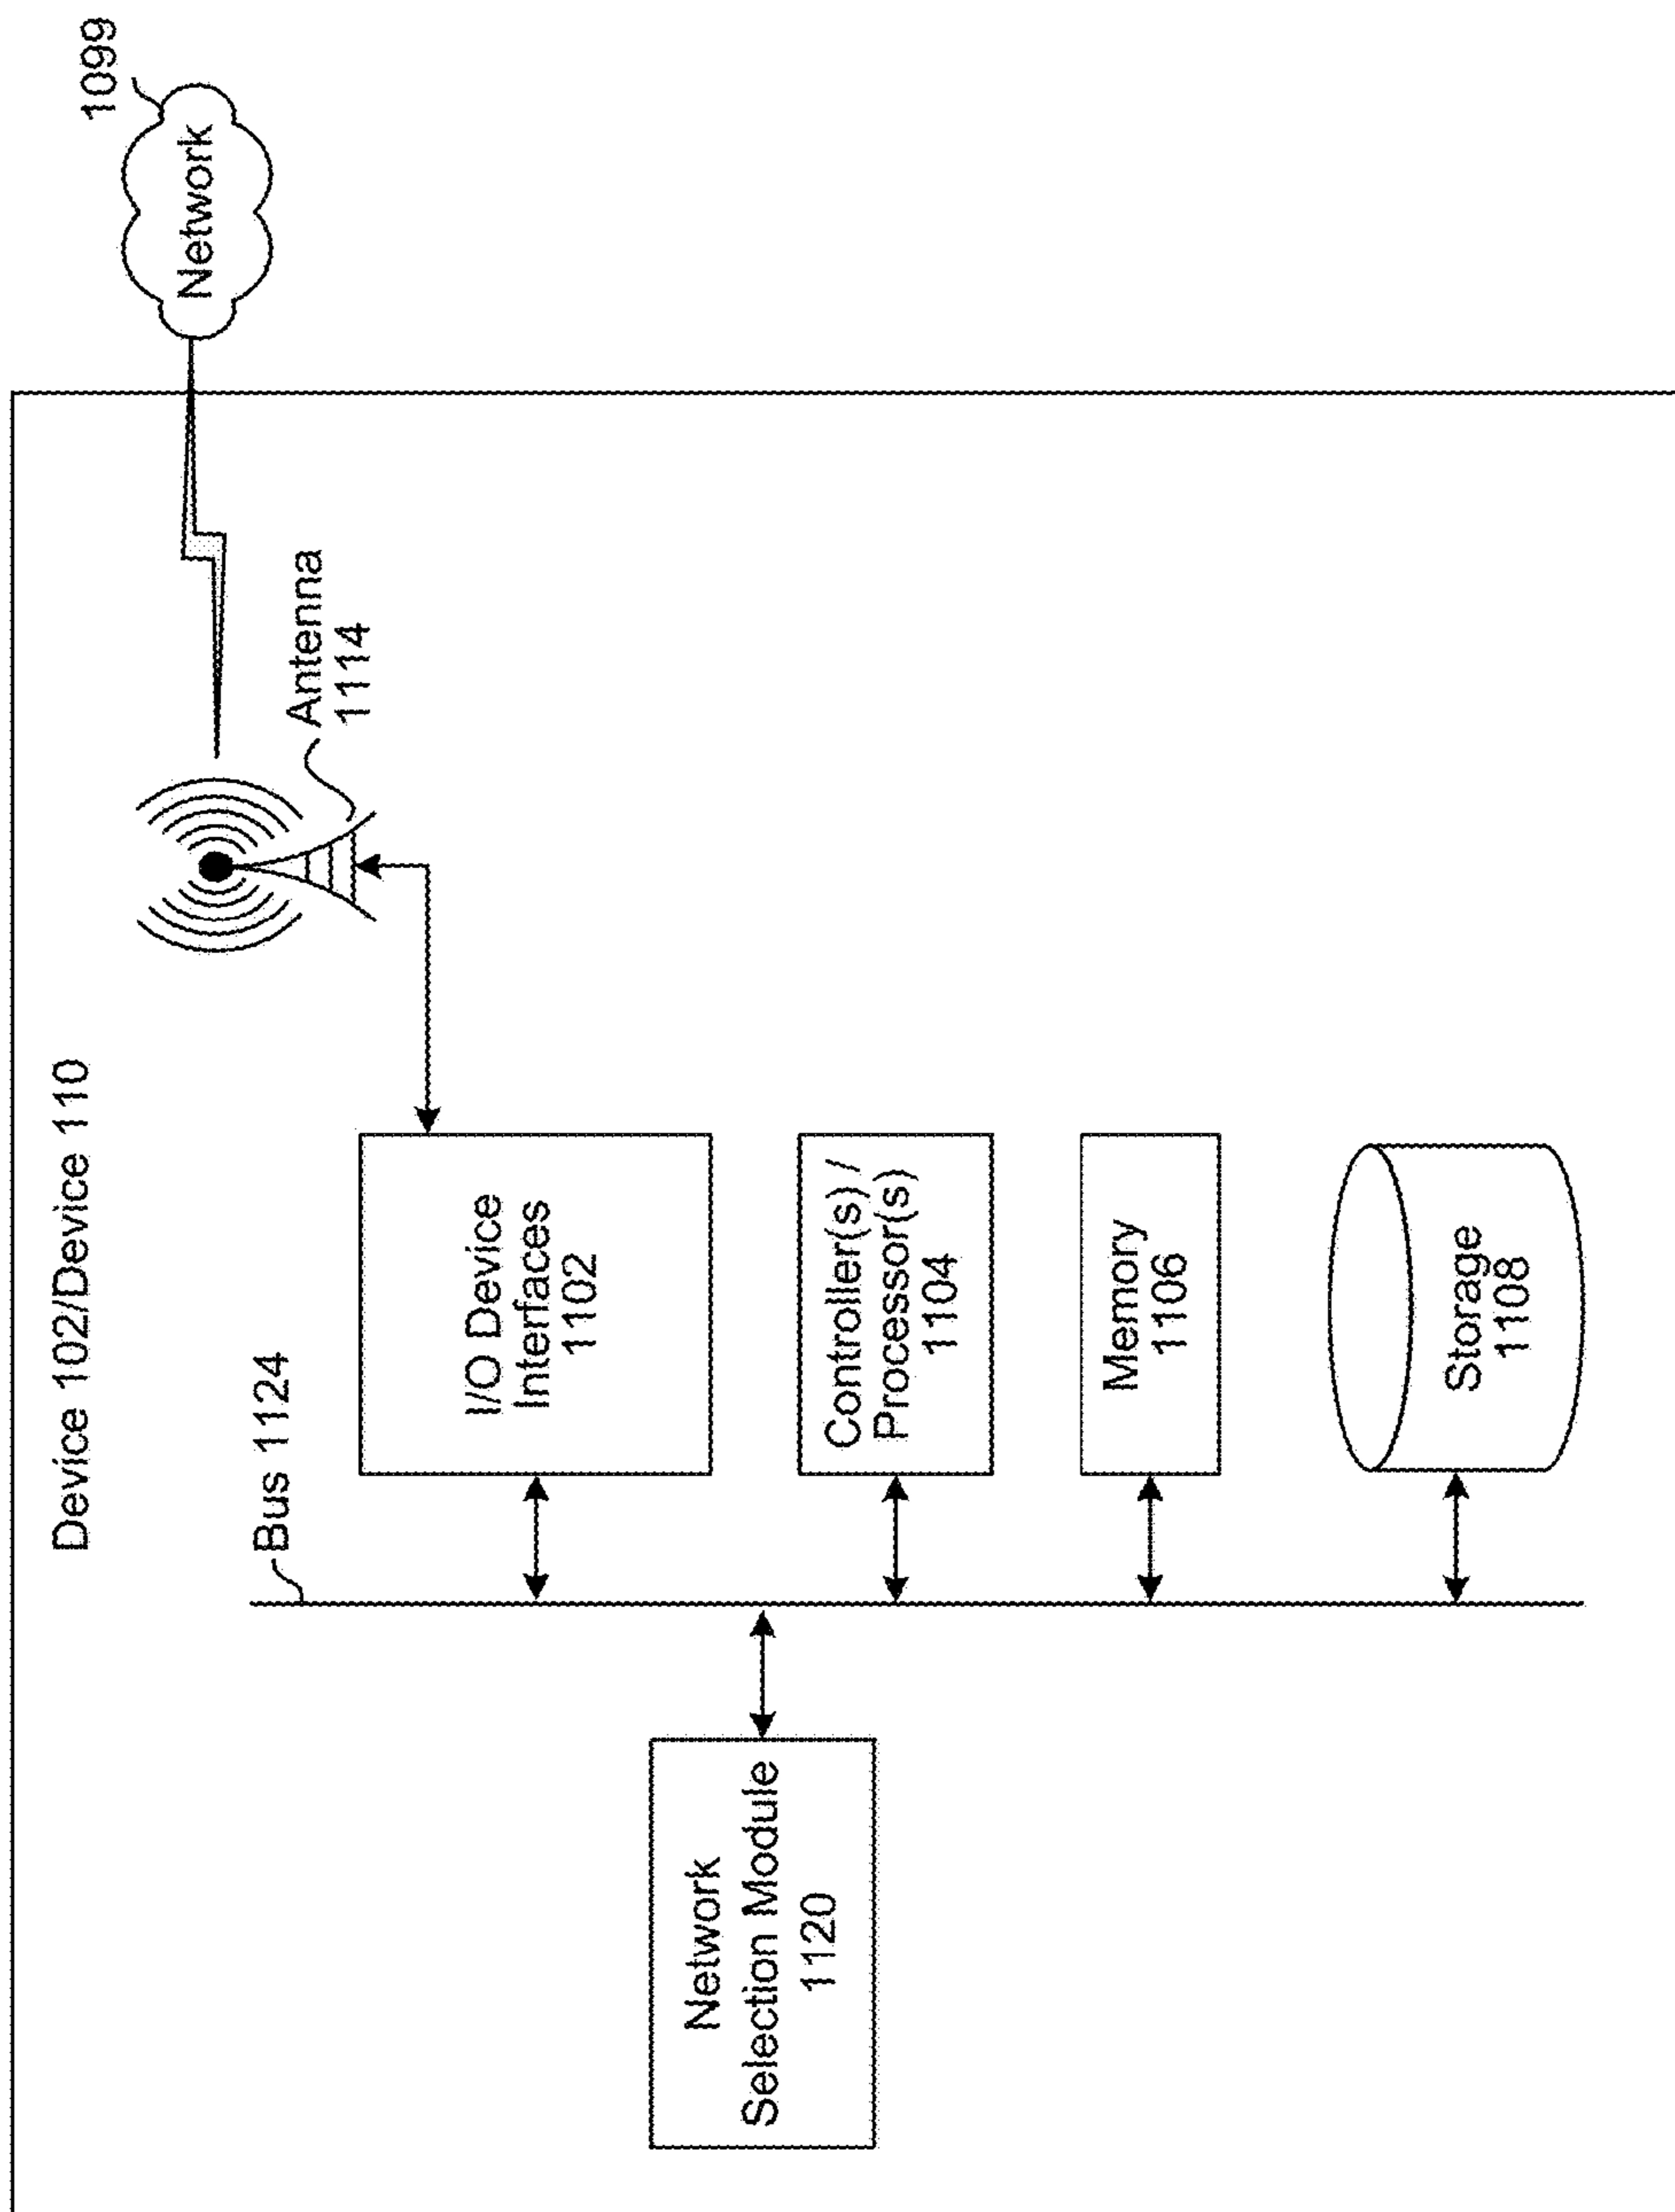 Device 102/Device 110
1099
Network
Bus 1124
Antenna
1114
I/O Device
Interfaces
1102
Network
Selection Module
1120
Controller(s) /
Processor(s)
1104
Memory
1106
Storage
1108